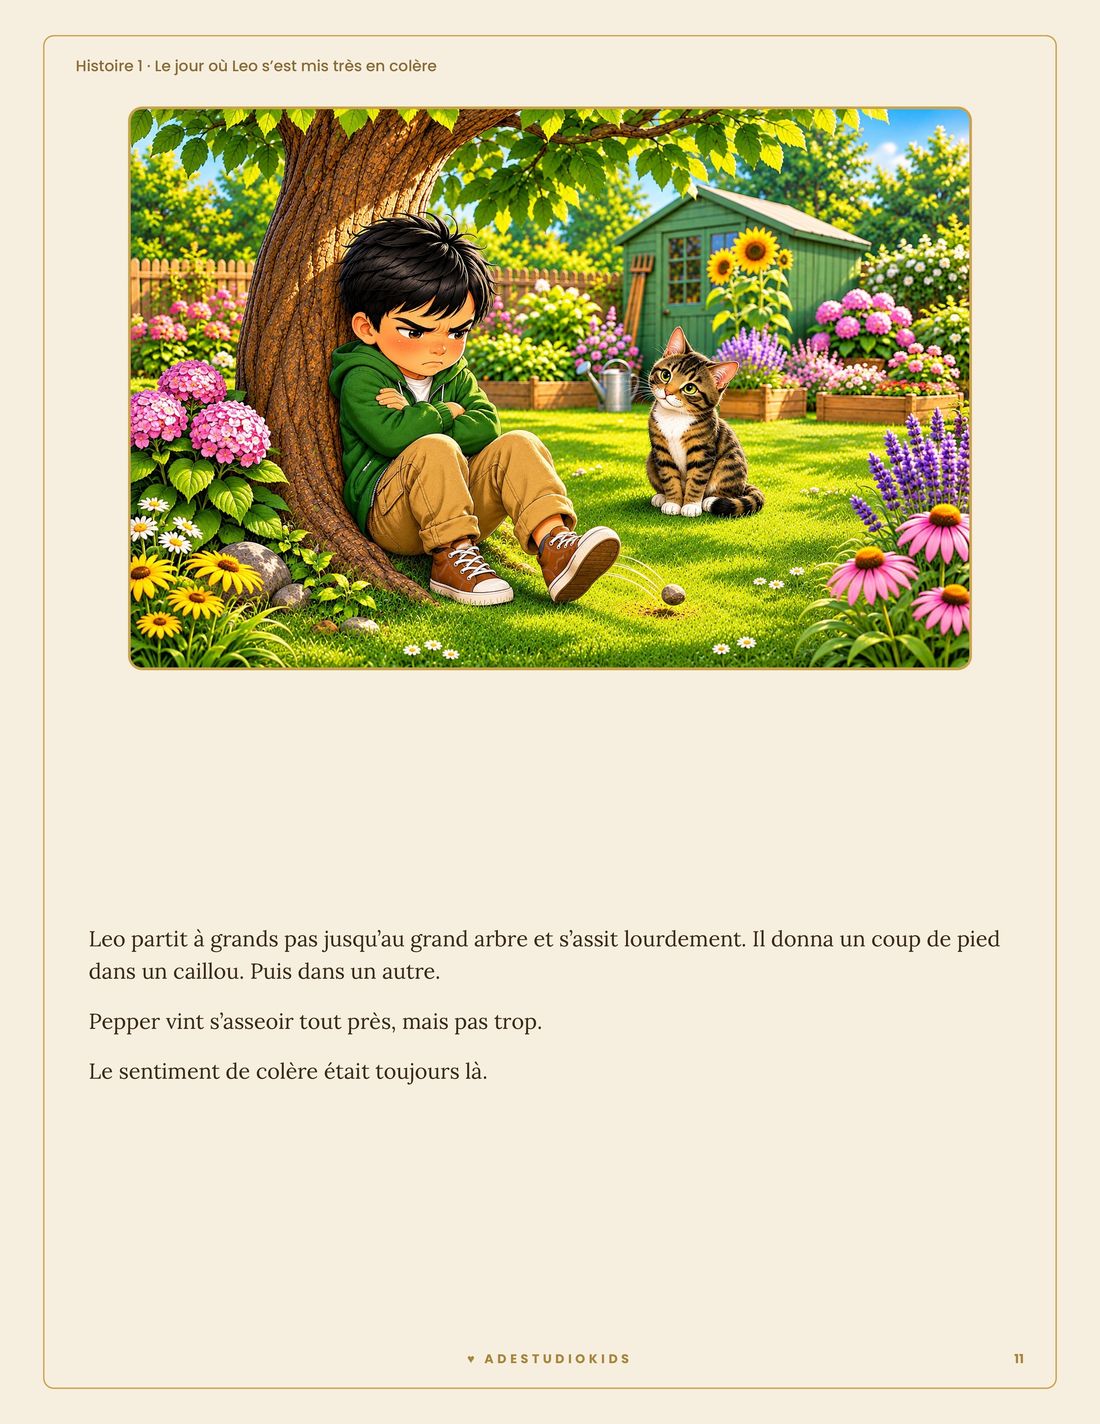 Histoire 1 · Le jour où Leo s’est mis très en colère
Leo partit à grands pas jusqu’au grand arbre et s’assit lourdement. Il donna un coup de pied
dans un caillou. Puis dans un autre.
Pepper vint s’asseoir tout près, mais pas trop.
Le sentiment de colère était toujours là.
♥ ADESTUDIOKIDS
11